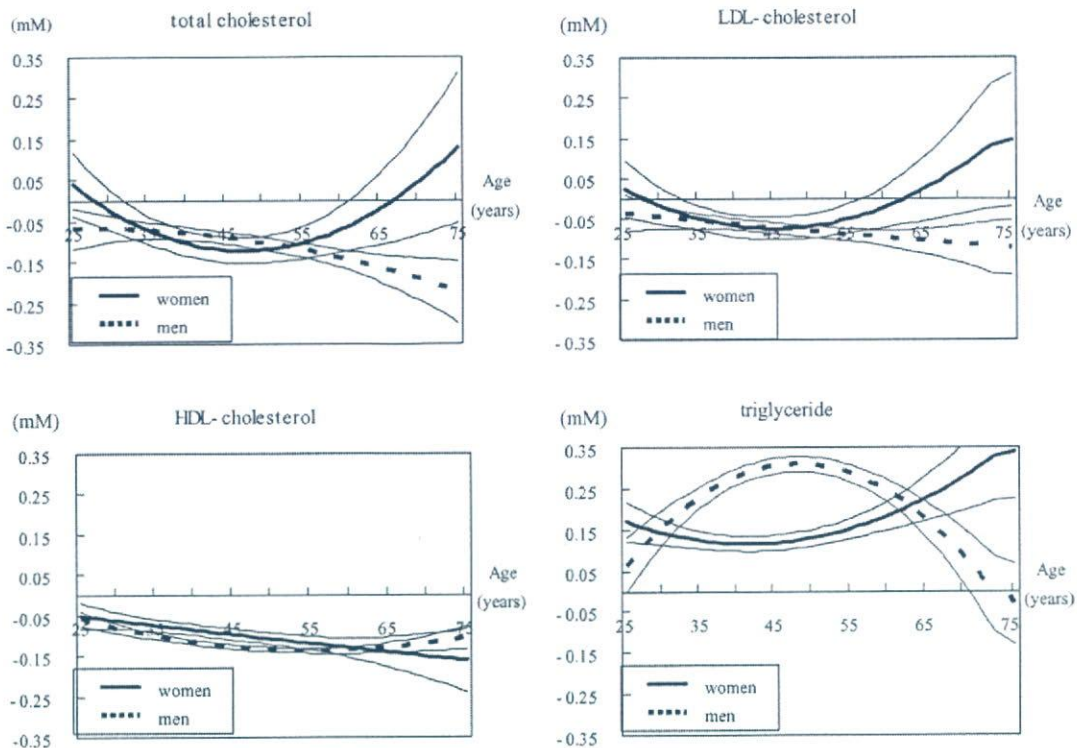 (mM)
total cholesterol
0.35
0.25
0.15
0.05
-0.05
-0.15
-0.25
-0.35
25 35 45 55 65 75
Age
(years)
women
men
(mM)
LDL- cholesterol
0.35
0.25
0.15
0.05
- 0.05
- 0.15
- 0.25
- 0.35
25 35 45 55 65 75
Age
(years)
women
men
(mM)
HDL- cholesterol
0.35
0.25
0.15
0.05
-0.05
-0.15
-0.25
-0.35
25 35 45 55 65 75
Age
(years)
women
men
(mM)
triglyceride
0.35
0.25
0.15
0.05
- 0.05
- 0.15
- 0.25
- 0.35
25 35 45 55 65 75
Age
(years)
women
men